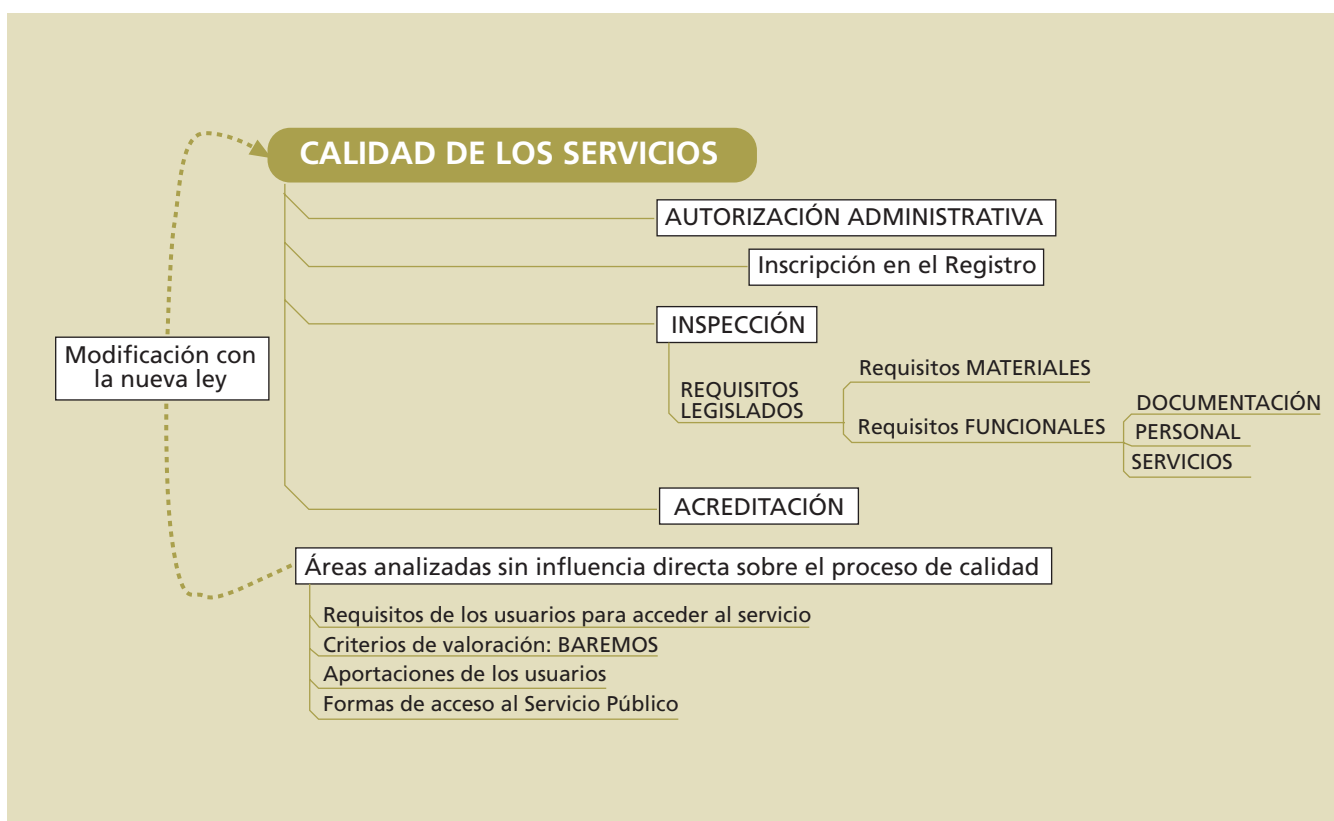 CALIDAD DE LOS SERVICIOS
AUTORIZACIÓN ADMINISTRATIVA
Inscripción en el Registro
INSPECCIÓN
Modificación con
la nueva ley
REQUISITOS
LEGISLADOS
Requisitos MATERIALES
Requisitos FUNCIONALES
DOCUMENTACIÓN
PERSONAL
SERVICIOS
ACREDITACIÓN
Áreas analizadas sin influencia directa sobre el proceso de calidad
Requisitos de los usuarios para acceder al servicio
Criterios de valoración: BAREMOS
Aportaciones de los usuarios
Formas de acceso al Servicio Público